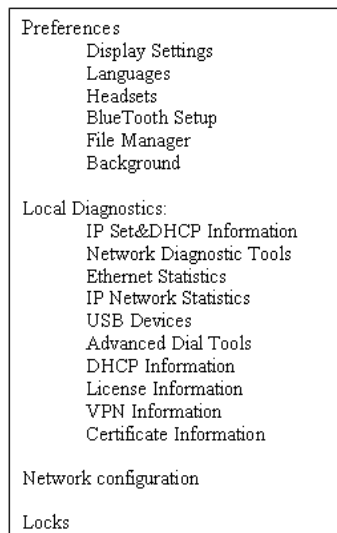 Preferences
Display Settings
Languages
Headsets
BlueTooth Setup
File Manager
Background
Local Diagnostics:
IP Set&DHCP Information
Network Diagnostic Tools
Ethernet Statistics
IP Network Statistics
USB Devices
Advanced Dial Tools
DHCP Information
License Information
VPN Information
Certificate Information
Network configuration
Locks